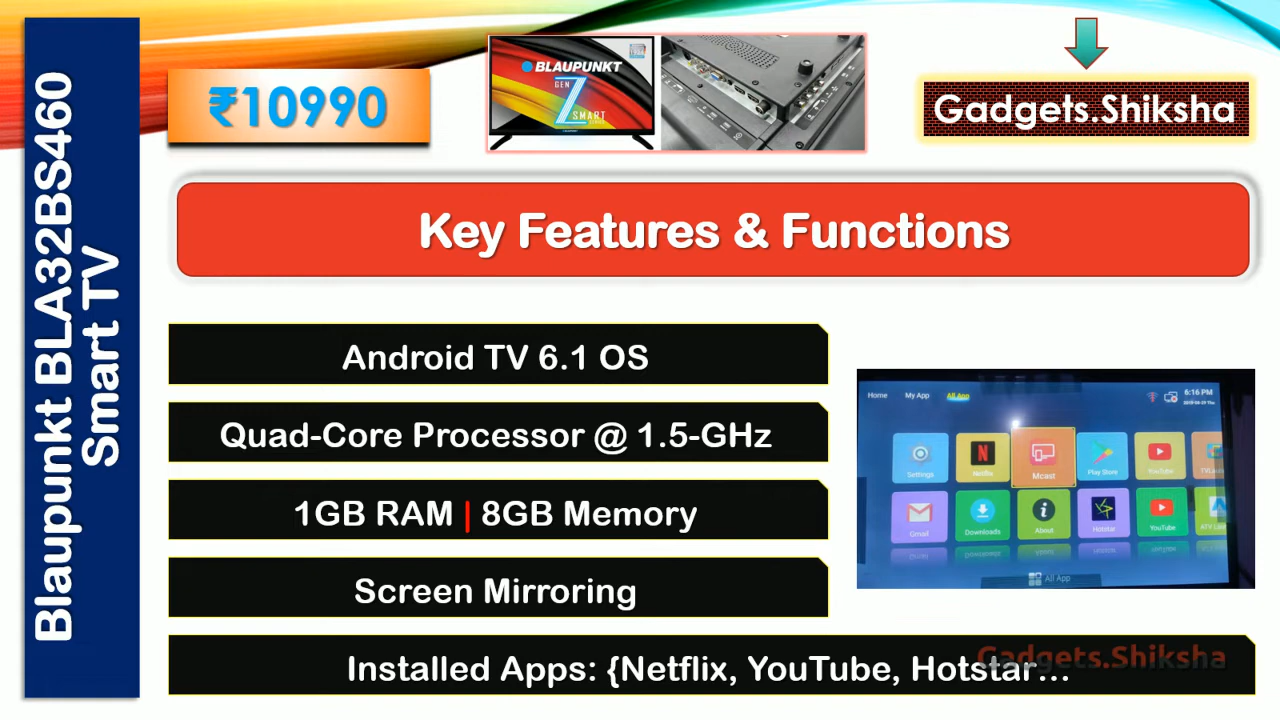 Blaupunkt BLA32BS460
Smart TV
₹10990
BLAUPUNKT
GEN
Z
SMART
Gadgets.Shiksha
Key Features & Functions
Android TV 6.1 OS
Quad-Core Processor @ 1.5-GHz
1GB RAM | 8GB Memory
Screen Mirroring
Installed Apps: {Netflix, YouTube, Hotstar...
Gadgets.Shiksha
Home My App All App
6:16 PM
Settings Netflix Mcast Play Store YouTube
Gmail Downloads About Hotstar YouTube
All App